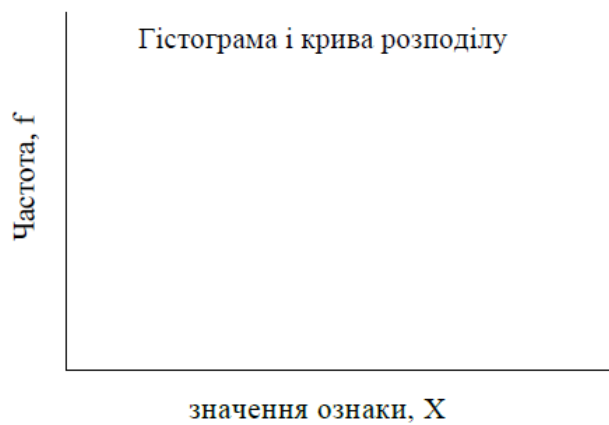 Гістограма і крива розподілу
Частота, f
значення ознаки, X